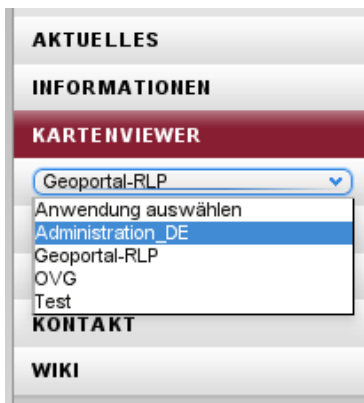 AKTUELLES
INFORMATIONEN
KARTENVIEWER
Geoportal-RLP
Anwendung auswählen
Administration_DE
Geoportal-RLP
OVG
Test
KONTAKT
WIKI